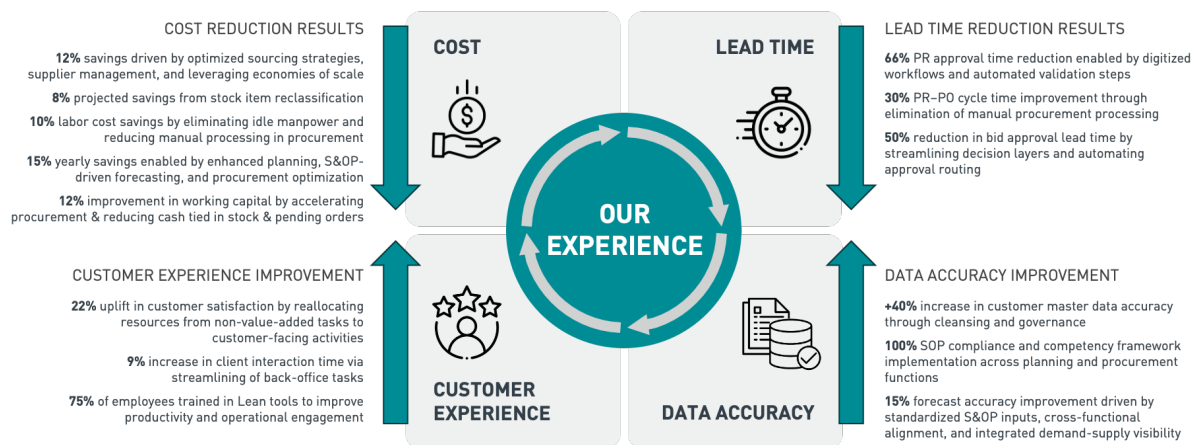 COST REDUCTION RESULTS
12% savings driven by optimized sourcing strategies,
supplier management, and leveraging economies of scale
8% projected savings from stock item reclassification
10% labor cost savings by eliminating idle manpower and
reducing manual processing in procurement
15% yearly savings enabled by enhanced planning, S&OP-
driven forecasting, and procurement optimization
12% improvement in working capital by accelerating
procurement & reducing cash tied in stock & pending orders
COST
$
LEAD TIME
LEAD TIME REDUCTION RESULTS
66% PR approval time reduction enabled by digitized
workflows and automated validation steps
30% PR–PO cycle time improvement through
elimination of manual procurement processing
50% reduction in bid approval lead time by
streamlining decision layers and automating
approval routing
OUR
EXPERIENCE
CUSTOMER EXPERIENCE IMPROVEMENT
22% uplift in customer satisfaction by reallocating
resources from non-value-added tasks to
customer-facing activities
9% increase in client interaction time via
streamlining of back-office tasks
75% of employees trained in Lean tools to improve
productivity and operational engagement
CUSTOMER
EXPERIENCE
DATA ACCURACY
DATA ACCURACY IMPROVEMENT
+40% increase in customer master data accuracy
through cleansing and governance
100% SOP compliance and competency framework
implementation across planning and procurement
functions
15% forecast accuracy improvement driven by
standardized S&OP inputs, cross-functional
alignment, and integrated demand-supply visibility